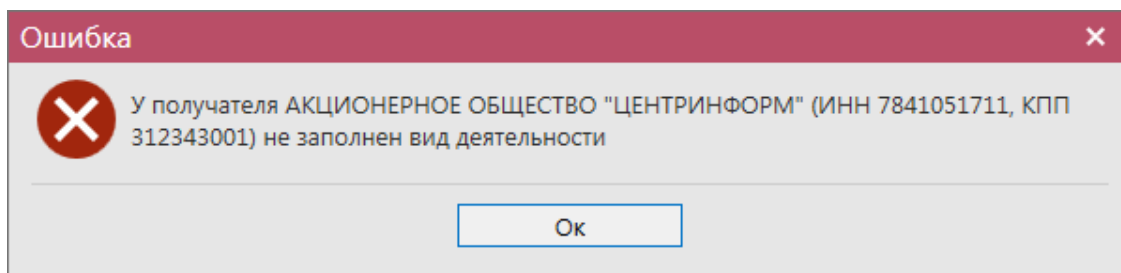 Ошибка
У получателя АКЦИОНЕРНОЕ ОБЩЕСТВО "ЦЕНТРИНФОРМ" (ИНН 7841051711, КПП
312343001) не заполнен вид деятельности
Ок